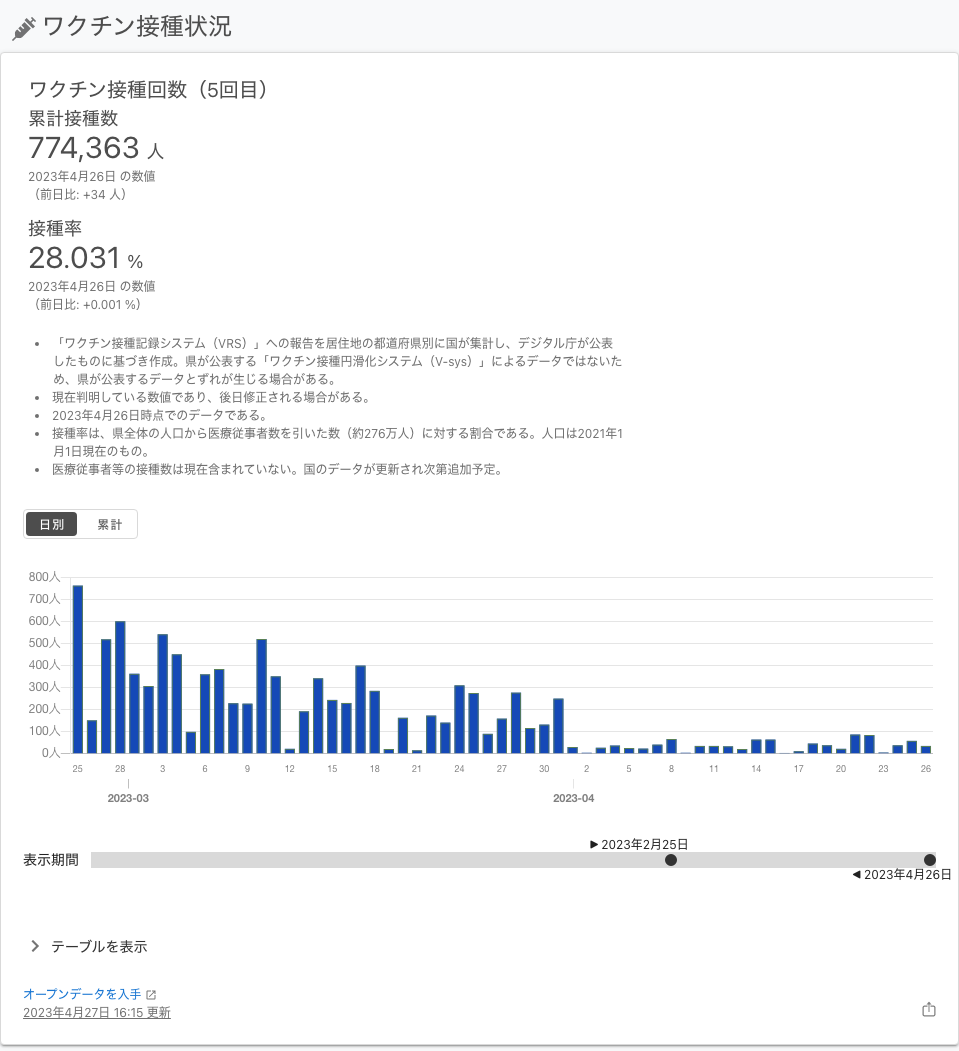 ワクチン接種状況
ワクチン接種回数（5回目）
累計接種数
774,363 人
2023年4月26日 の数値
（前日比: +34 人）
接種率
28.031 %
2023年4月26日 の数値
（前日比: +0.001 %）
• 「ワクチン接種記録システム（VRS）」への報告を居住地の都道府県別に国が集計し、デジタル庁が公表
したものに基づき作成。県が公表する「ワクチン接種円滑化システム（V-sys）」によるデータではないた
め、県が公表するデータとずれが生じる場合がある。
• 現在判明している数値であり、後日修正される場合がある。
• 2023年4月26日時点でのデータである。
• 接種率は、県全体の人口から医療従事者数を引いた数（約276万人）に対する割合である。人口は2021年1
月1日現在のもの。
• 医療従事者等の接種数は現在含まれていない。国のデータが更新され次第追加予定。
日別 累計
800人
700人
600人
500人
400人
300人
200人
100人
0人
25 28 3 6 9 12 15 18 21 24 27 30 2 5 8 11 14 17 20 23 26
2023-03 2023-04
▶ 2023年2月25日
表示期間
◀ 2023年4月26日
テーブルを表示
オープンデータを入手
2023年4月27日 16:15 更新